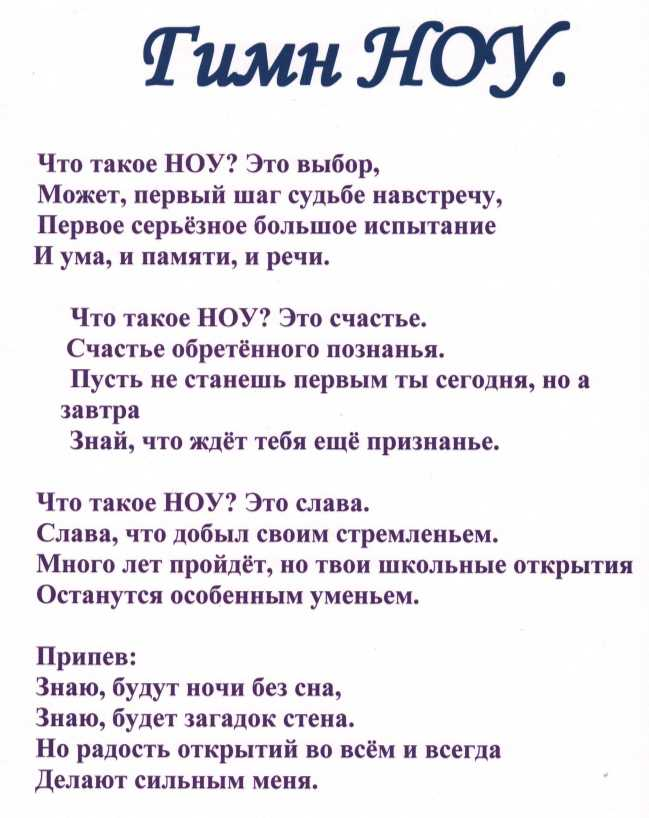 Гимн НОУ.
Что такое НОУ? Это выбор,
Может, первый шаг судьбе навстречу,
Первое серьёзное большое испытание
И ума, и памяти, и речи.
Что такое НОУ? Это счастье.
Счастье обретённого познанья.
Пусть не станешь первым ты сегодня, но а
завтра
Знай, что ждёт тебя ещё признанье.
Что такое НОУ? Это слава.
Слава, что добыл своим стремленьем.
Много лет пройдёт, но твои школьные открытия
Останутся особенным уменьем.
Припев:
Знаю, будут ночи без сна,
Знаю, будет загадок стена.
Но радость открытий во всём и всегда
Делают сильным меня.